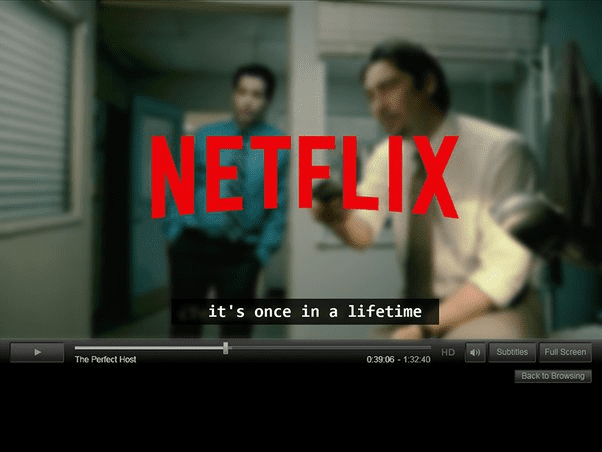 NETFLIX
it's once in a lifetime
HD
Subtitles
Full Screen
The Perfect Host
0:39:06 - 1:32:40
Back to Browsing